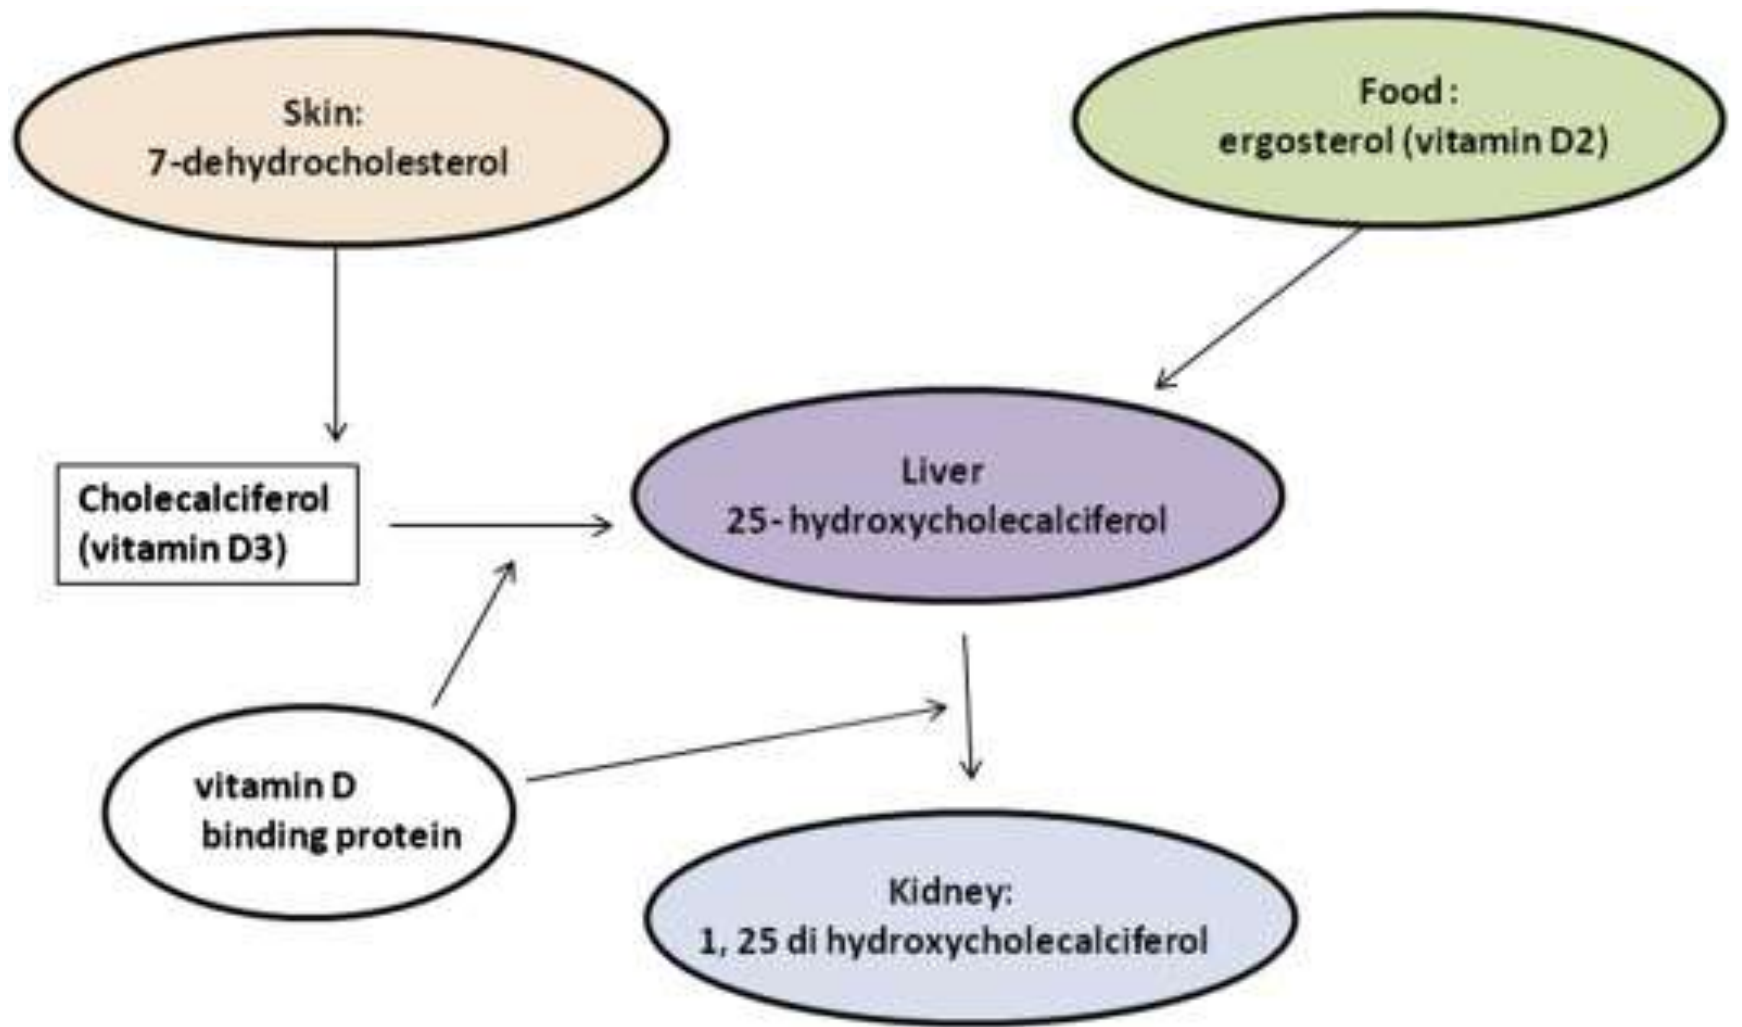 Skin:
7-dehydrocholesterol
Food :
ergosterol (vitamin D2)
Cholecalciferol
(vitamin D3)
Liver
25- hydroxycholecalciferol
vitamin D
binding protein
Kidney:
1, 25 di hydroxycholecalciferol